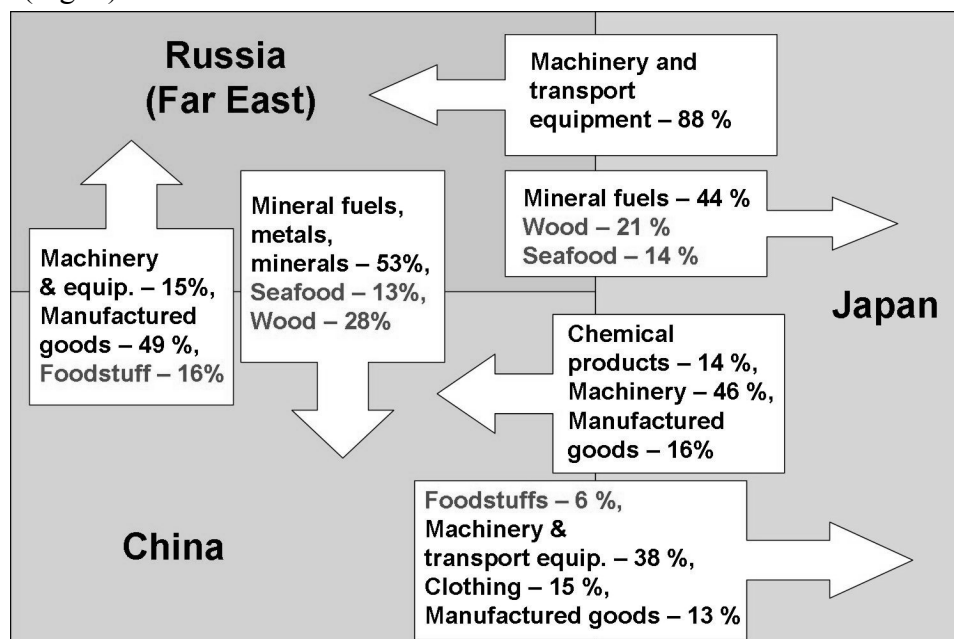 Russia
(Far East)
Machinery and
transport
equipment – 88 %
Mineral fuels – 44 %
Wood – 21 %
Seafood – 14 %
Mineral fuels,
metals,
minerals – 53%,
Seafood – 13%,
Wood – 28%
Machinery
& equip. – 15%,
Manufactured
goods – 49 %,
Foodstuff – 16%
Japan
Chemical
products – 14 %,
Machinery – 46 %,
Manufactured
goods – 16%
China
Foodstuffs – 6 %,
Machinery &
transport equip. – 38 %,
Clothing – 15 %,
Manufactured goods – 13 %